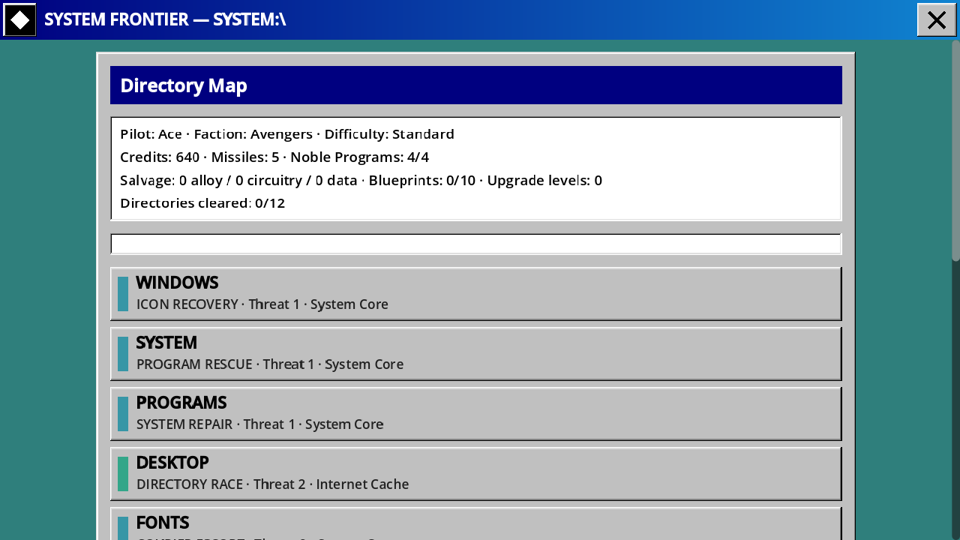 SYSTEM FRONTIER — SYSTEM:\
Directory Map
Pilot: Ace · Faction: Avengers · Difficulty: Standard
Credits: 640 · Missiles: 5 · Noble Programs: 4/4
Salvage: 0 alloy / 0 circuitry / 0 data · Blueprints: 0/10 · Upgrade levels: 0
Directories cleared: 0/12
WINDOWS
ICON RECOVERY · Threat 1 · System Core
SYSTEM
PROGRAM RESCUE · Threat 1 · System Core
PROGRAMS
SYSTEM REPAIR · Threat 1 · System Core
DESKTOP
DIRECTORY RACE · Threat 2 · Internet Cache
FONTS